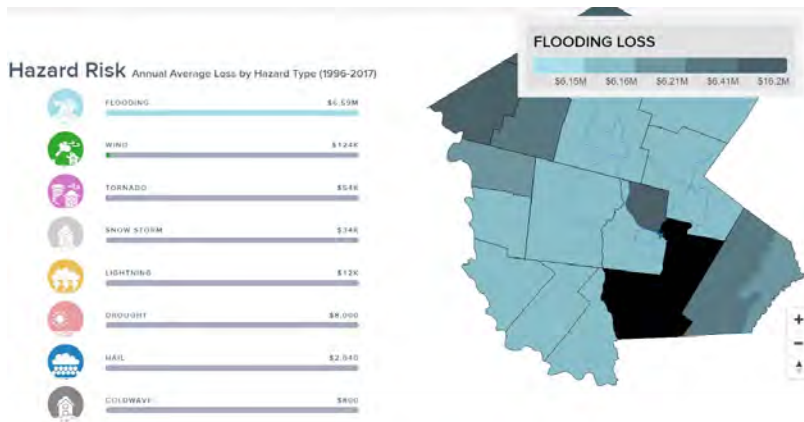 Hazard Risk Annual Average Loss by Hazard Type (1996-2017)
FLOODING $6.59M
WIND $124K
TORNADO $54K
SNOW STORM $34K
LIGHTNING $12K
DROUGHT $8,000
HAIL $2,040
COLDWAVE $800
FLOODING LOSS
$6.15M $6.16M $6.21M $6.41M $16.2M
+
−